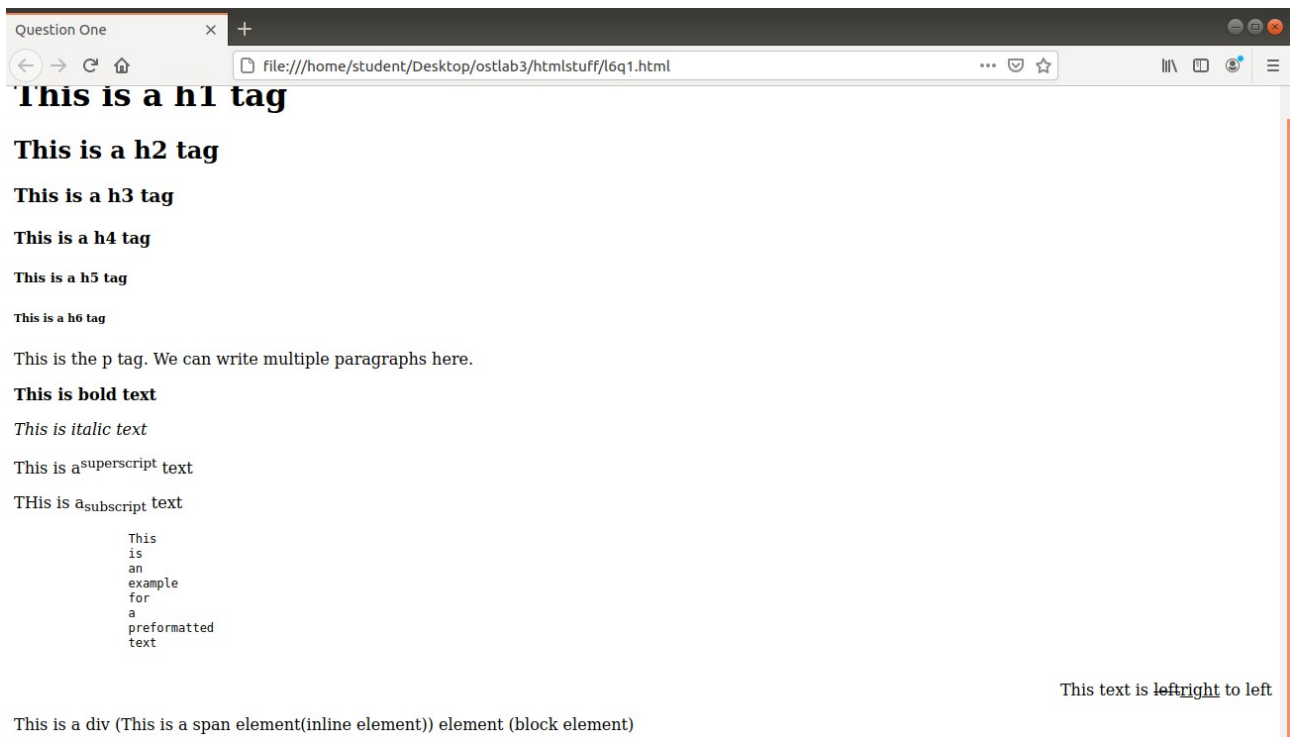 Question One
file:///home/student/Desktop/ostlab3/htmlstuff/l6q1.html
This is a h1 tag
This is a h2 tag
This is a h3 tag
This is a h4 tag
This is a h5 tag
This is a h6 tag
This is the p tag. We can write multiple paragraphs here.
This is bold text
This is italic text
This is asuperscript text
THis is asubscript text
This
is
an
example
for
a
preformatted
text
This text is leftright to left
This is a div (This is a span element(inline element)) element (block element)